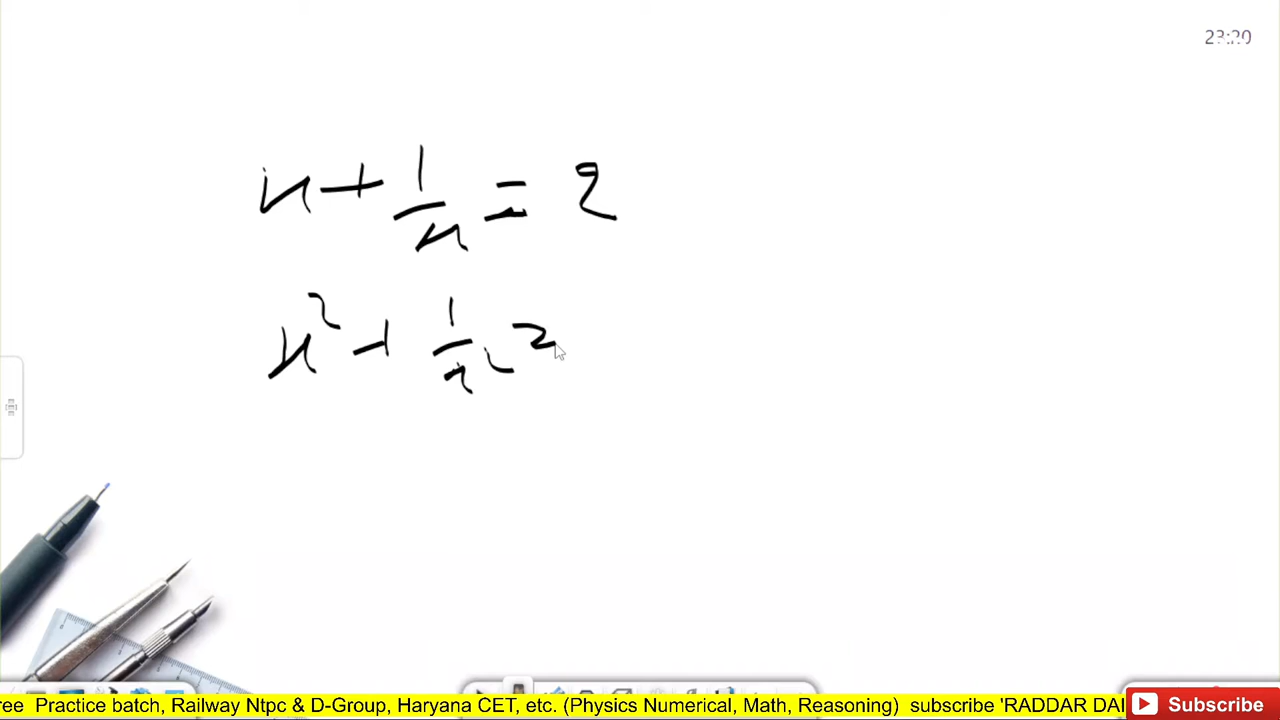 23:20
x + 1/x = 2
x² + 1/x² =
ree Practice batch, Railway Ntpc & D-Group, Haryana CET, etc. (Physics Numerical, Math, Reasoning) subscribe 'RADDAR DAI
Subscribe